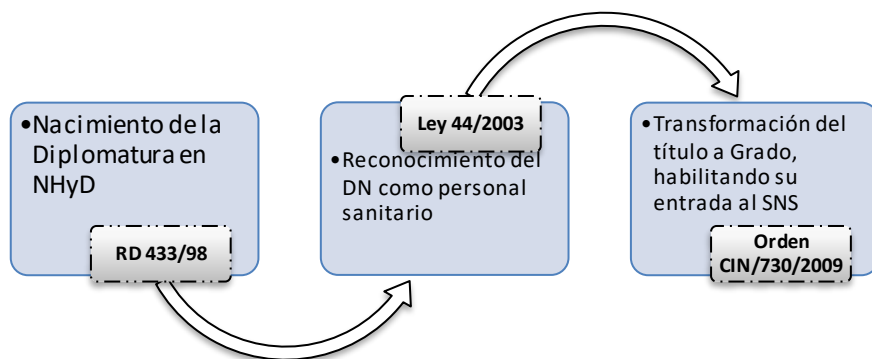 •Nacimiento de la
Diplomatura en
NHyD
RD 433/98
Ley 44/2003
•Reconocimiento del
DN como personal
sanitario
•Transformación del
título a Grado,
habilitando su
entrada al SNS
Orden
CIN/730/2009